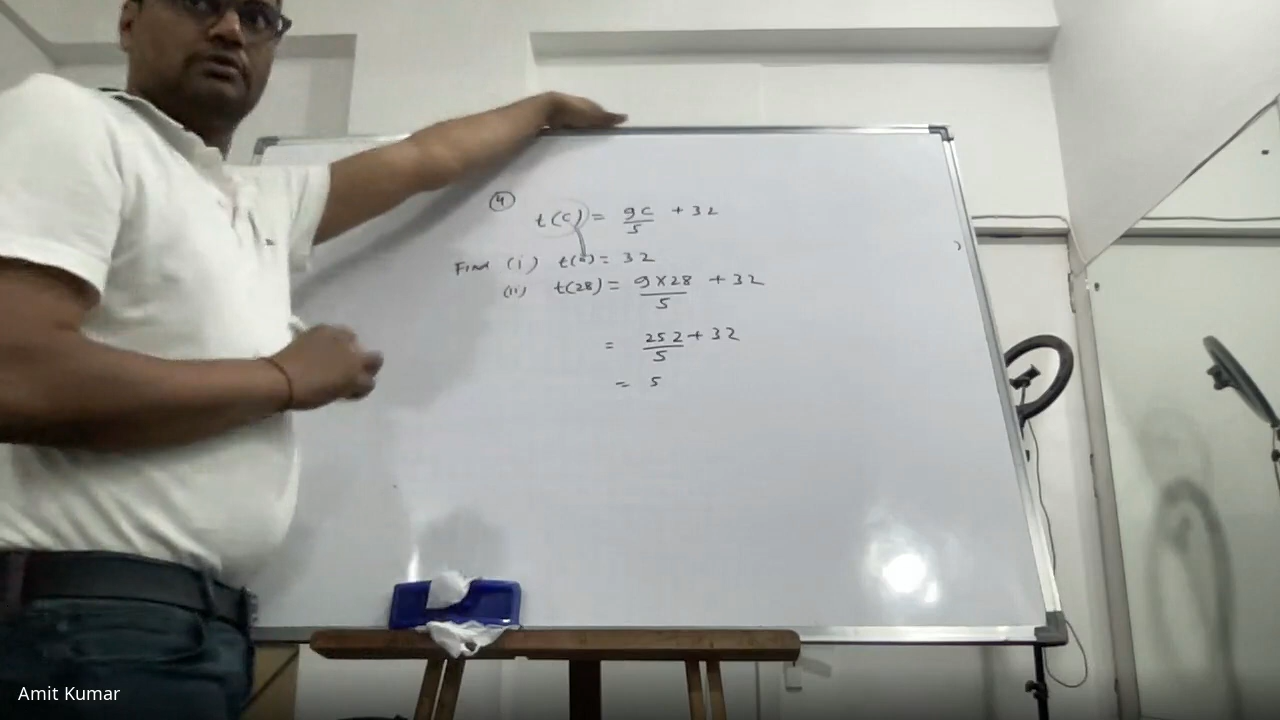 4
t(C) = 9C/5 + 32
Find (i) t(0) = 32
(ii) t(28) = 9×28/5 + 32
= 252/5 + 32
= 5
Amit Kumar